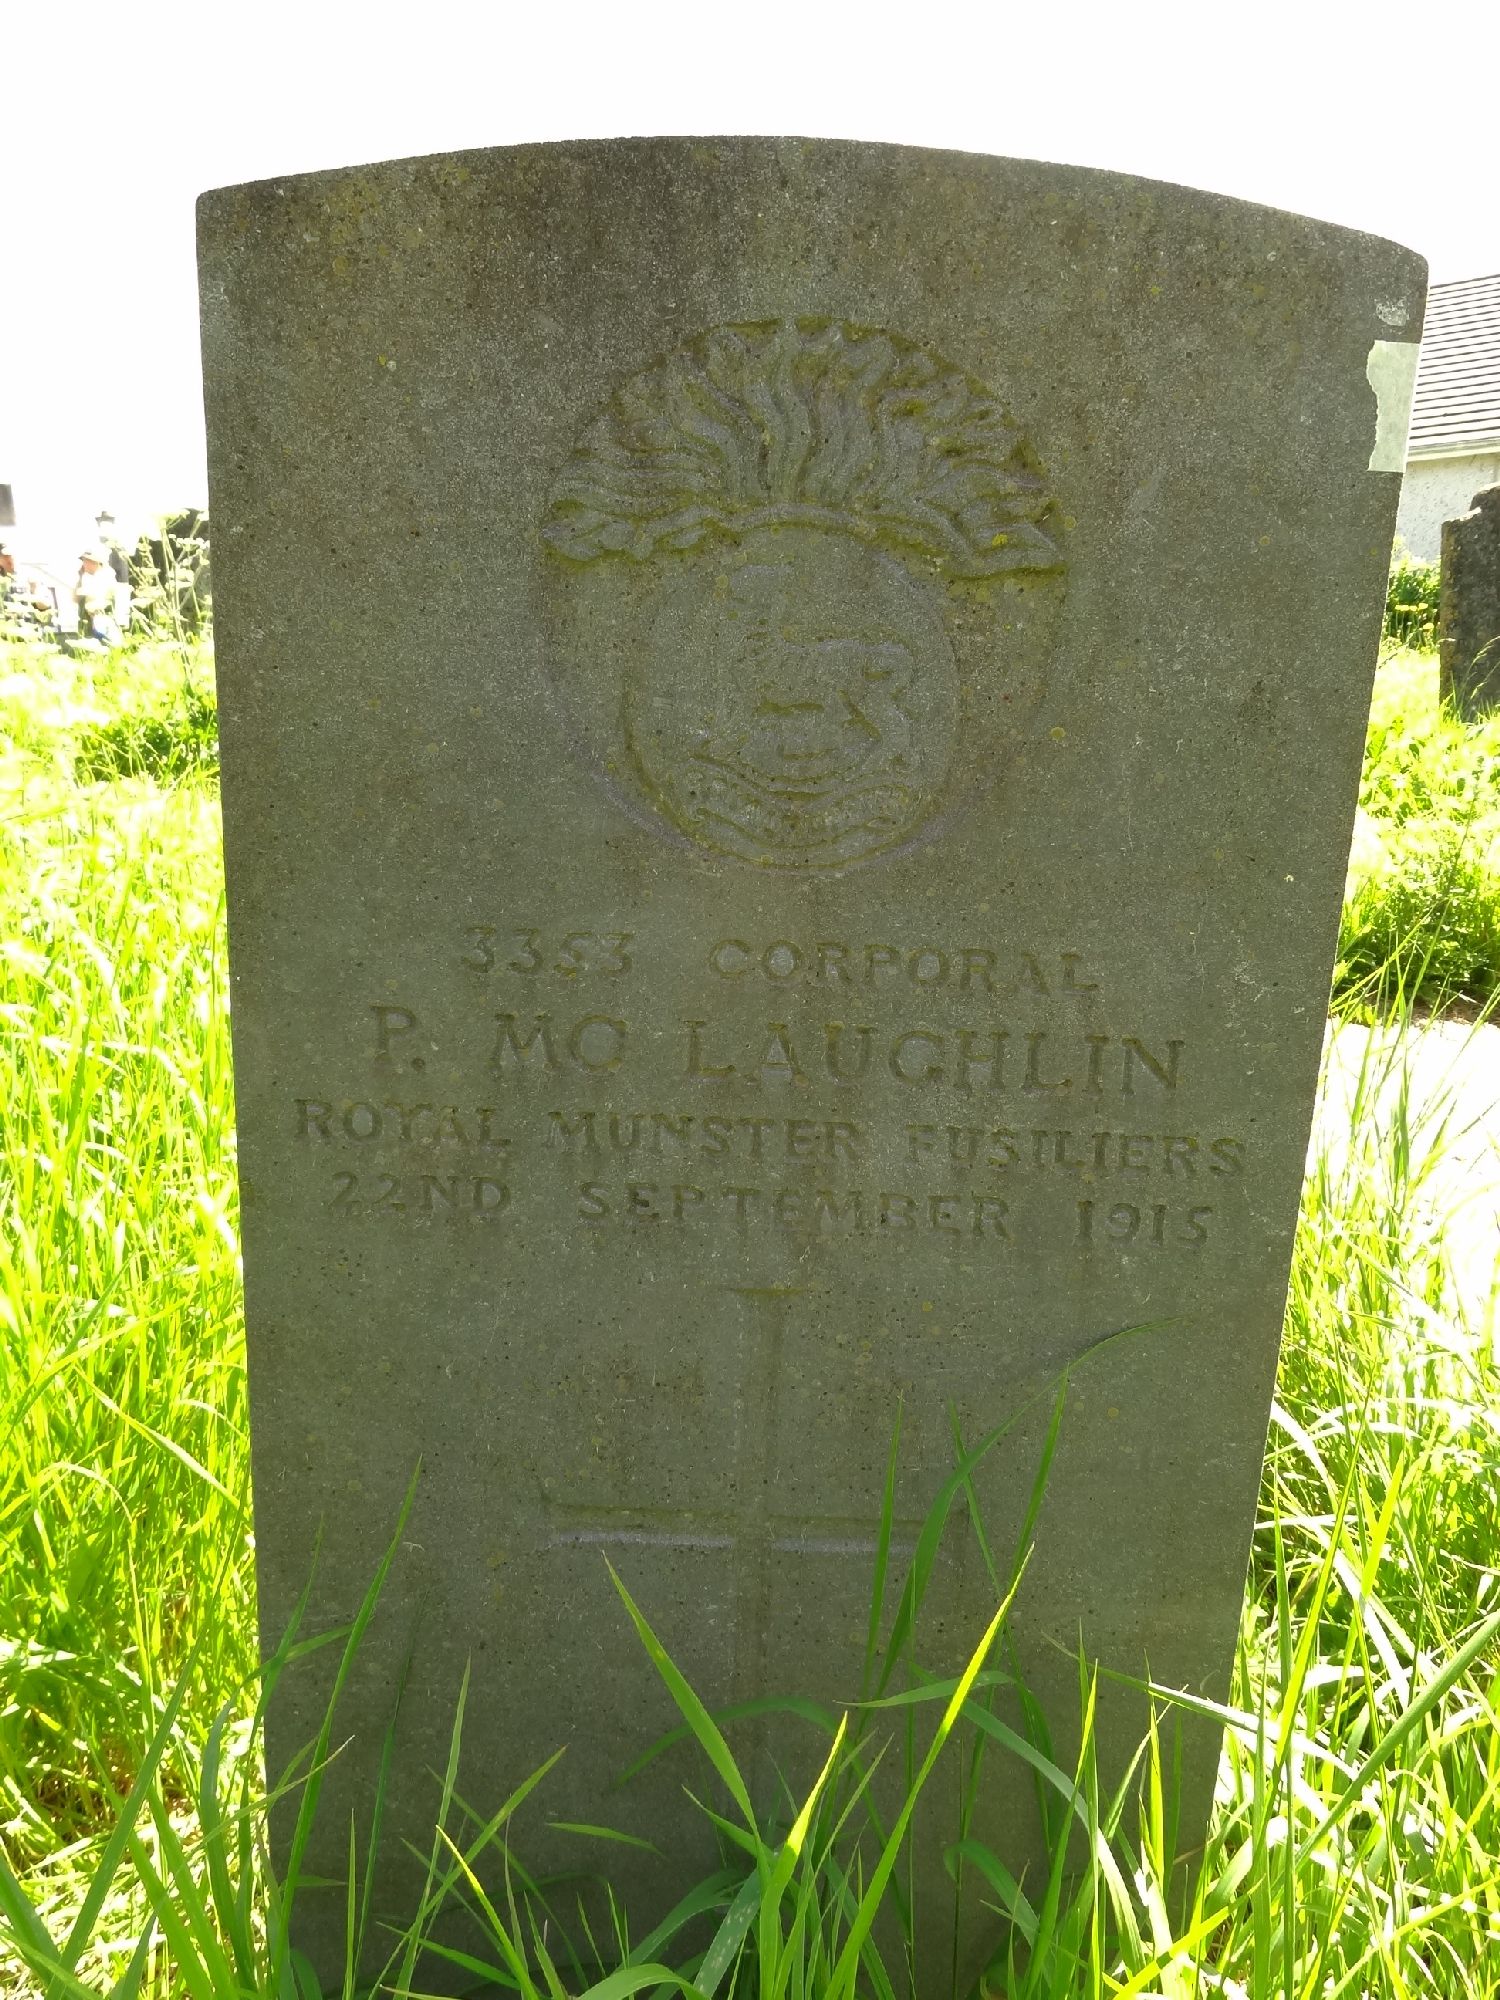 3353 CORPORAL
P. MC LAUGHLIN
ROYAL MUNSTER FUSILIERS
22ND SEPTEMBER 1915